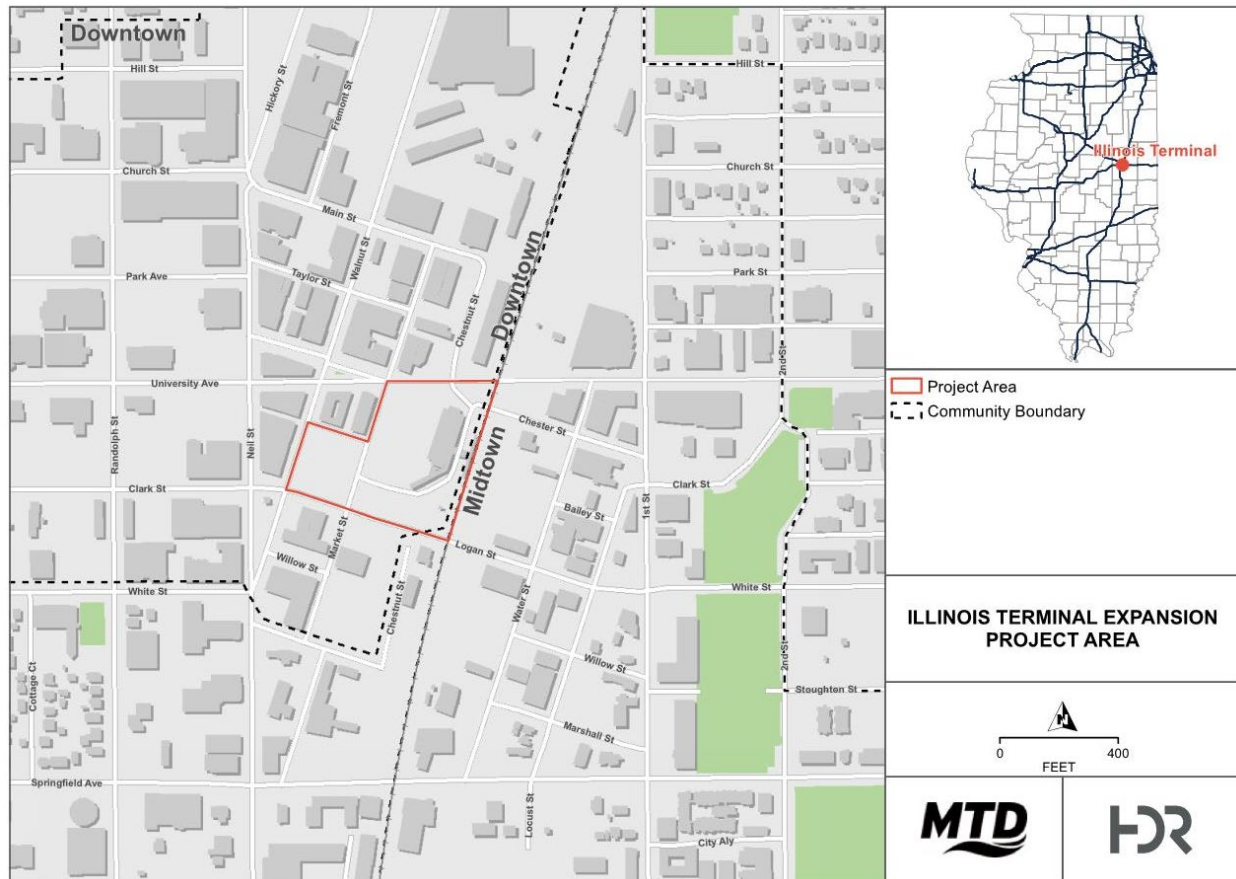 Downtown
Hill St
Hickory St
Fremont St
Hill St
Church St
Church St
Main St
Walnut St
Park Ave
Taylor St
Chestnut St
Downtown
Park St
2nd St
University Ave
Randolph St
Neil St
Chester St
Midtown
Clark St
Clark St
1st St
Bailey St
Market St
Logan St
Willow St
White St
Chestnut St
Water St
White St
Cottage Ct
Willow St
2nd St
Stoughton St
Marshall St
Springfield Ave
Locust St
City Aly
Illinois Terminal
Project Area
Community Boundary
ILLINOIS TERMINAL EXPANSION
PROJECT AREA
N
0 400
FEET
MTD
HDR